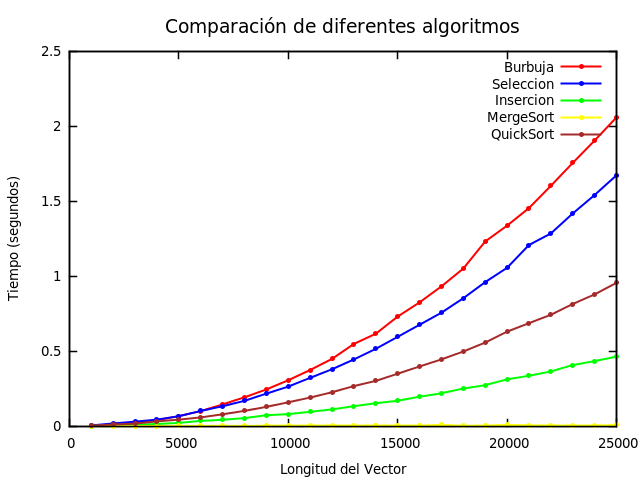 Comparación de diferentes algoritmos
2.5
2
1.5
1
0.5
0
Tiempo (segundos)
Burbuja
Seleccion
Insercion
MergeSort
QuickSort
0 5000 10000 15000 20000 25000
Longitud del Vector